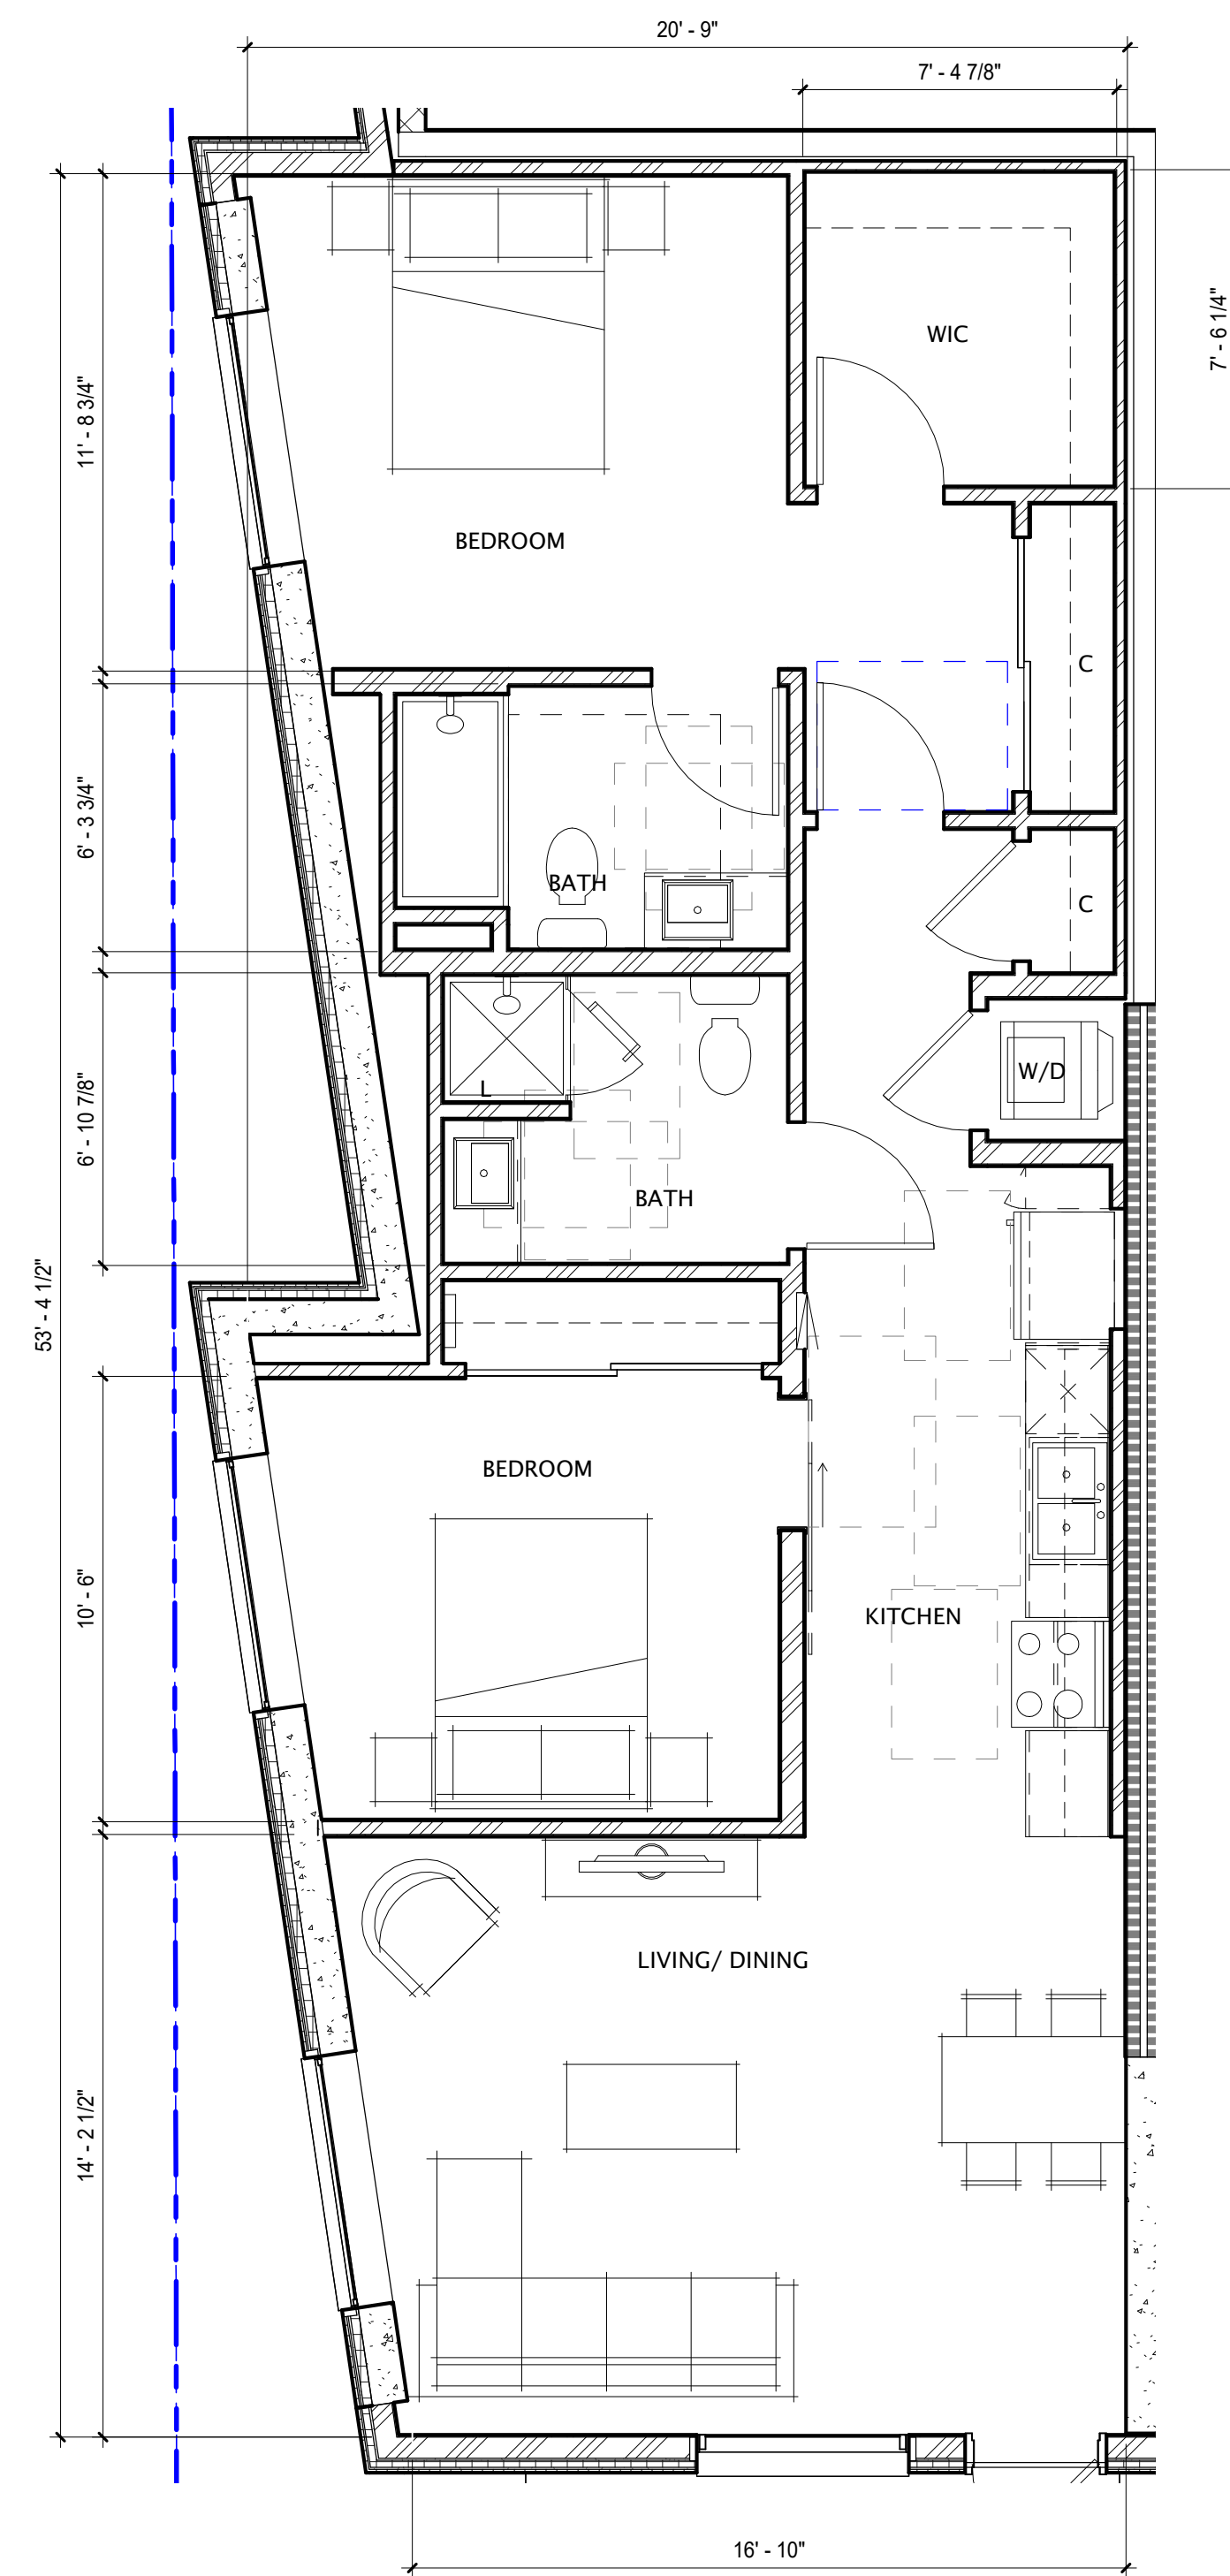 20' - 9"
7' - 4 7/8"
WIC
7' - 6 1/4"
11' - 8 3/4"
BEDROOM
C
6' - 3 3/4"
BATH
C
W/D
L
6' - 10 7/8"
BATH
53' - 4 1/2"
BEDROOM
10' - 6"
KITCHEN
LIVING/ DINING
14' - 2 1/2"
16' - 10"